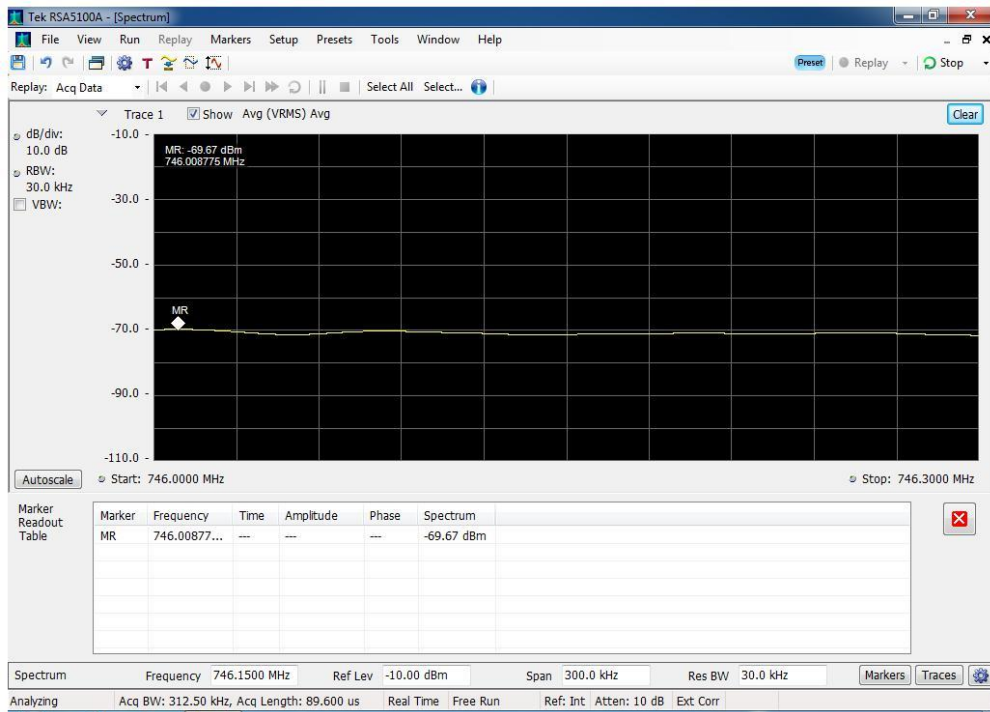 Tek RSA5100A - [Spectrum]
File View Run Replay Markers Setup Presets Tools Window Help
Preset Replay Stop
Replay: Acq Data Select All Select...
Trace 1 Show Avg (VRMS) Avg Clear
dB/div:
10.0 dB
RBW:
30.0 kHz
VBW:
-10.0
MR: -69.67 dBm
746.008775 MHz
-30.0
-50.0
MR
-70.0
-90.0
-110.0
Autoscale Start: 746.0000 MHz Stop: 746.3000 MHz
Marker
Readout
Table
Marker Frequency Time Amplitude Phase Spectrum
MR 746.00877... --- --- --- -69.67 dBm
Spectrum Frequency 746.1500 MHz Ref Lev -10.00 dBm Span 300.0 kHz Res BW 30.0 kHz Markers Traces
Analyzing Acq BW: 312.50 kHz, Acq Length: 89.600 us Real Time Free Run Ref: Int Atten: 10 dB Ext Corr